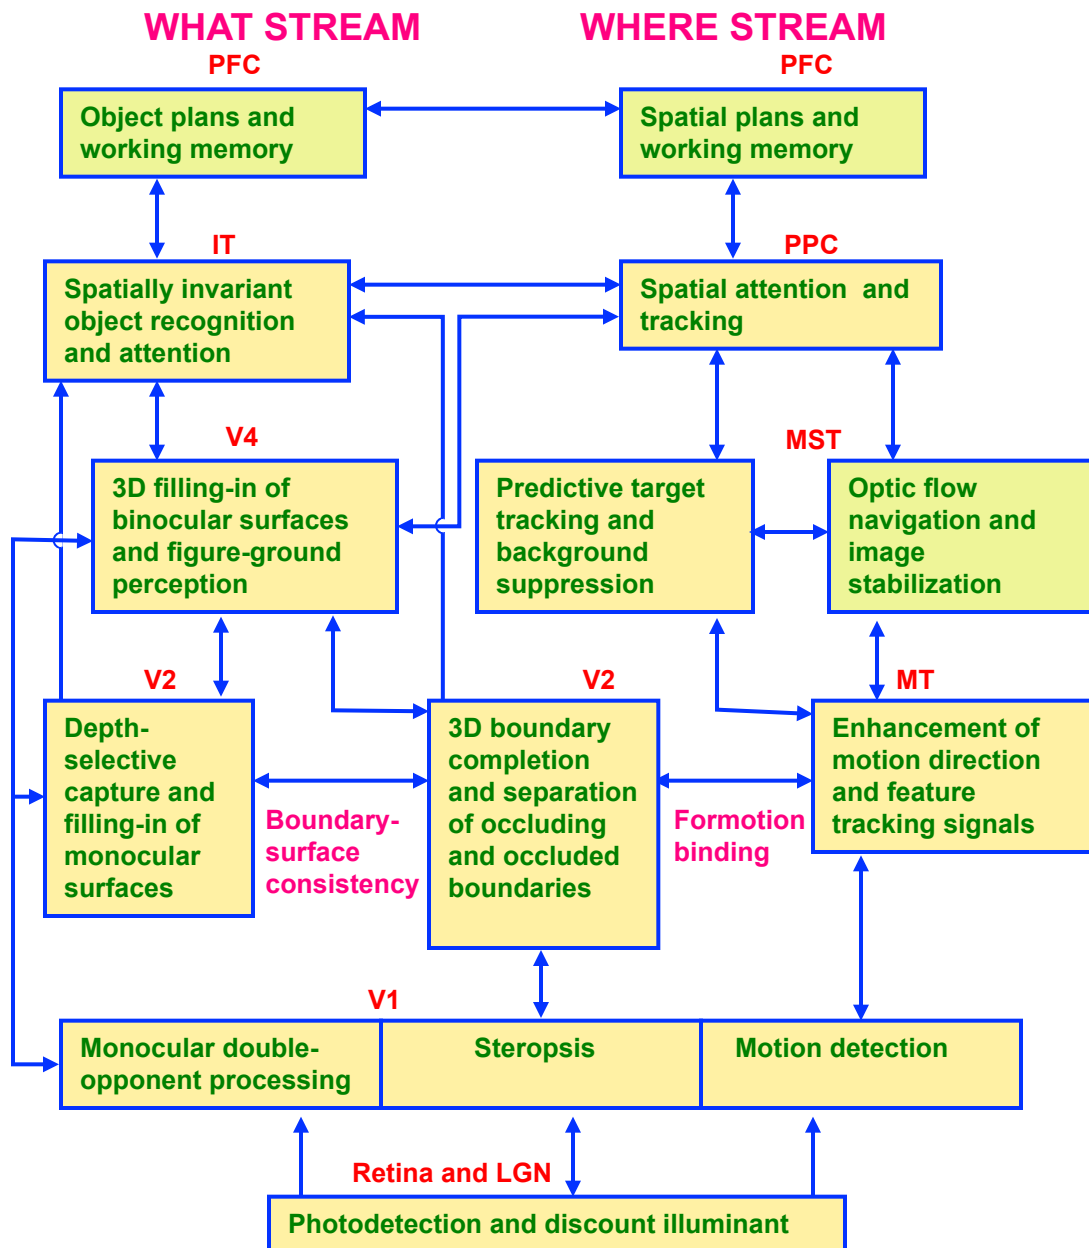 WHAT STREAM
WHERE STREAM
PFC
PFC
Object plans and
working memory
Spatial plans and
working memory
IT
PPC
Spatially invariant
object recognition
and attention
Spatial attention and
tracking
V4
MST
3D filling-in of
binocular surfaces
and figure-ground
perception
Predictive target
tracking and
background
suppression
Optic flow
navigation and
image
stabilization
V2
V2
MT
Depth-
selective
capture and
filling-in of
monocular
surfaces
Boundary-
surface
consistency
3D boundary
completion
and separation
of occluding
and occluded
boundaries
Formotion
binding
Enhancement of
motion direction
and feature
tracking signals
V1
Monocular double-
opponent processing
Steropsis
Motion detection
Retina and LGN
Photodetection and discount illuminant